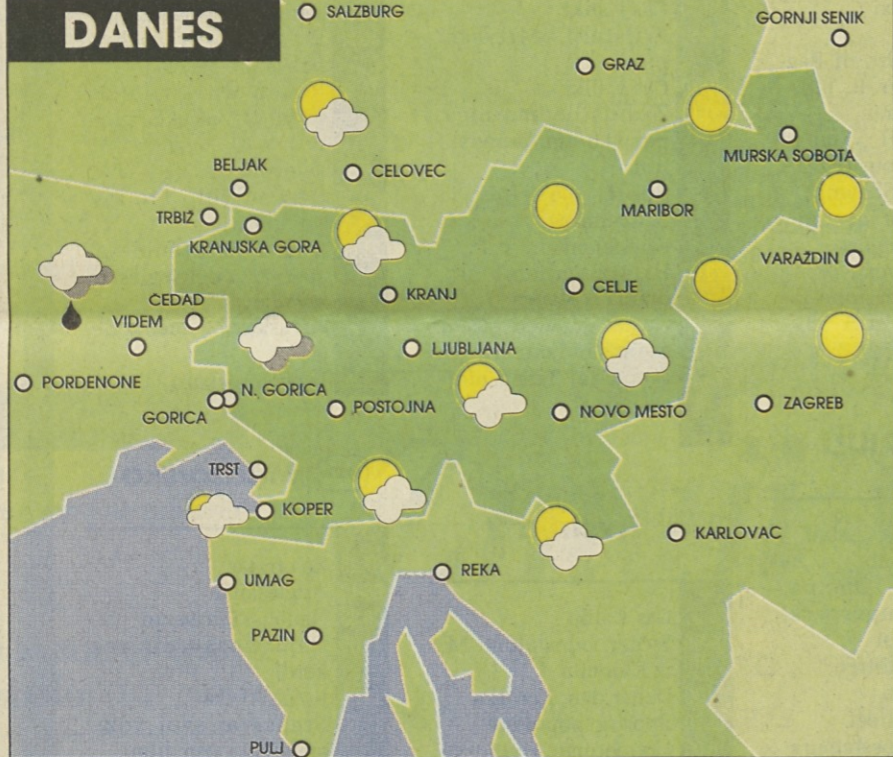 DANES
SALZBURG
GORNJI SENIK
GRAZ
MURSKA SOBOTA
BELJAK
CELOVEC
MARIBOR
TRBIŽ
KRANJSKA GORA
VARAŽDIN
ČEDAD
KRANJ
CELJE
VIDEM
LJUBLJANA
PORDENONE
N. GORICA
GORICA
POSTOJNA
NOVO MESTO
ZAGREB
TRST
KOPER
KARLOVAC
UMAG
REKA
PAZIN
PULJ